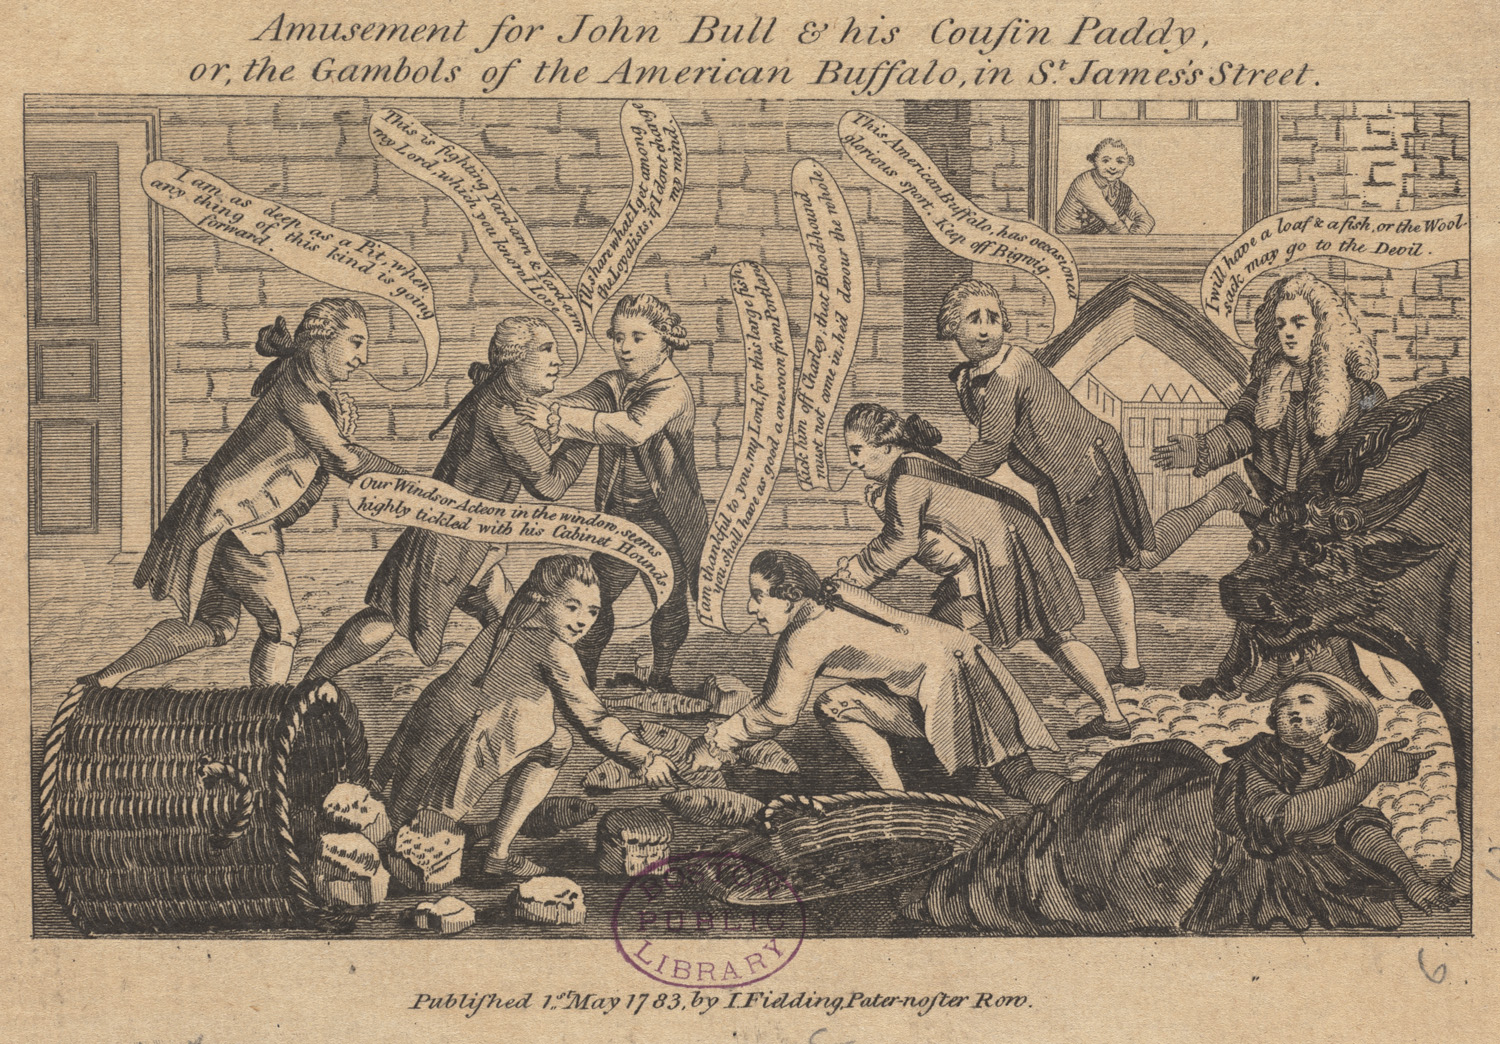 Amusement for John Bull & his Couſin Paddy,
or, the Gambols of the American Buffalo, in St. James's Street.
I am as deep as a Pit, when
any thing of this kind is going
forward.
This is fighting Yard-arm & Yard-arm
my Lord, which you know I love
I'll share what I get among
the Loyalists, if I dont chang
my mind.
Our Windsor Acteon in the window, seems
highly tickled with his Cabinet Hounds.
I am thankful to you, my Lord, for this large fish,
you shall have as good a one soon from Portland
Kick him off Charley, that Blood-hound
must not come in, he'd devour the whole
This American Buffalo, has occasioned
glorious sport. Keep off Bigwig.
I will have a loaf & a fish, or the Wool-
sack may go to the Devil.
BOSTON
PUBLIC
LIBRARY
6
Publiſhed 1st May 1783, by I. Fielding, Pater-noſter Row.